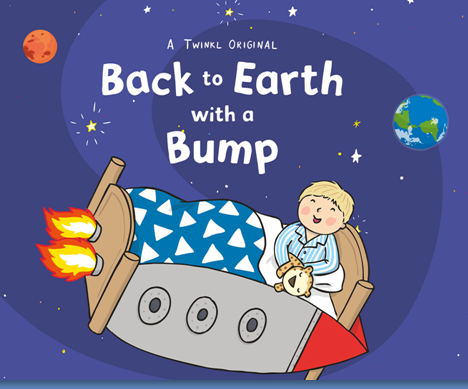 A Twinkl Original
Back to Earth
with a
Bump